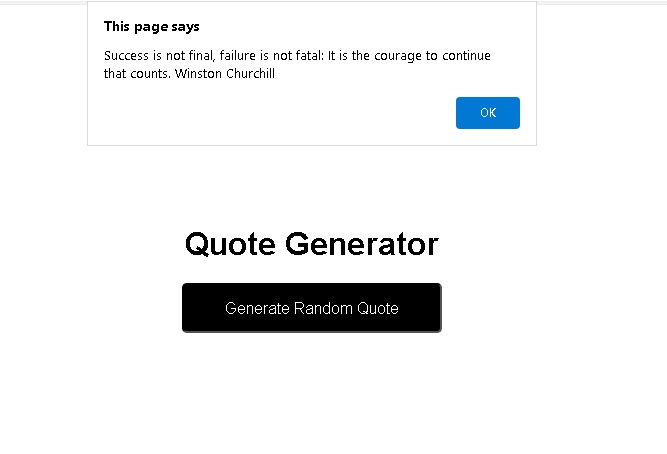 This page says
Success is not final, failure is not fatal: It is the courage to continue
that counts. Winston Churchill
OK
Quote Generator
Generate Random Quote